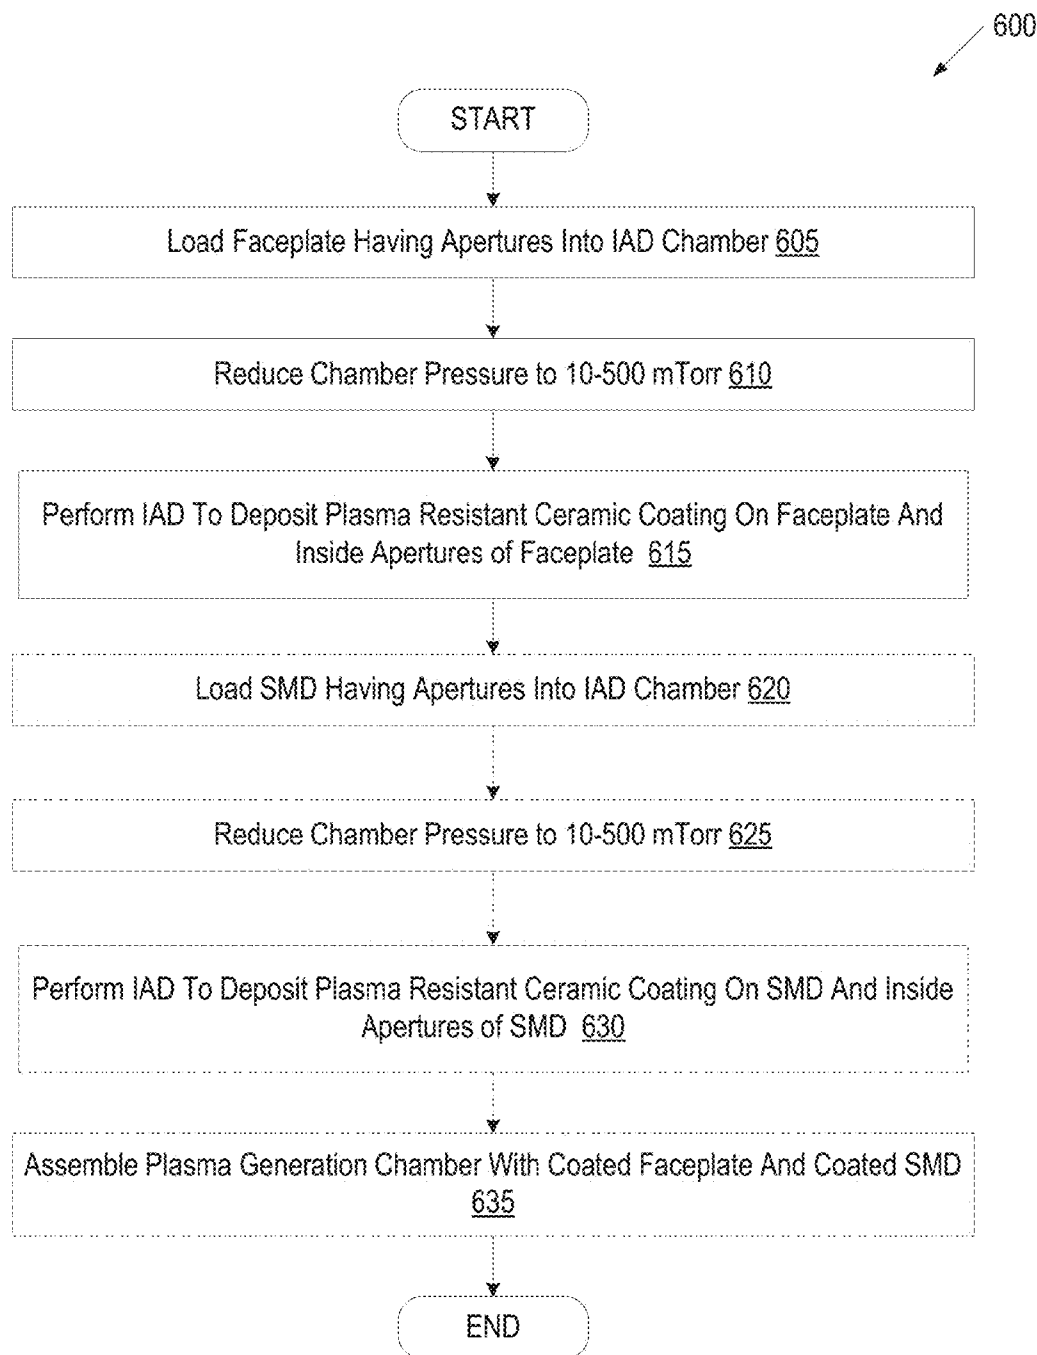 600
START
Load Faceplate Having Apertures Into IAD Chamber 605
Reduce Chamber Pressure to 10-500 mTorr 610
Perform IAD To Deposit Plasma Resistant Ceramic Coating On Faceplate And
Inside Apertures of Faceplate 615
Load SMD Having Apertures Into IAD Chamber 620
Reduce Chamber Pressure to 10-500 mTorr 625
Perform IAD To Deposit Plasma Resistant Ceramic Coating On SMD And Inside
Apertures of SMD 630
Assemble Plasma Generation Chamber With Coated Faceplate And Coated SMD
635
END